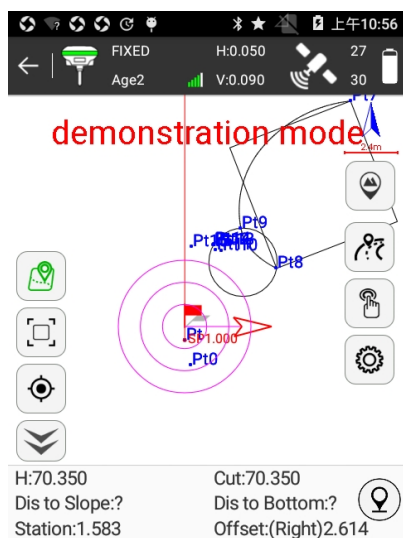 上午10:56
FIXED H:0.050 27
Age2 V:0.090 30
demonstration mode
2.4m
Pt9
Pt8
Pt
SP1.000
Pt0
H:70.350 Cut:70.350
Dis to Slope:? Dis to Bottom:?
Station:1.583 Offset:(Right)2.614